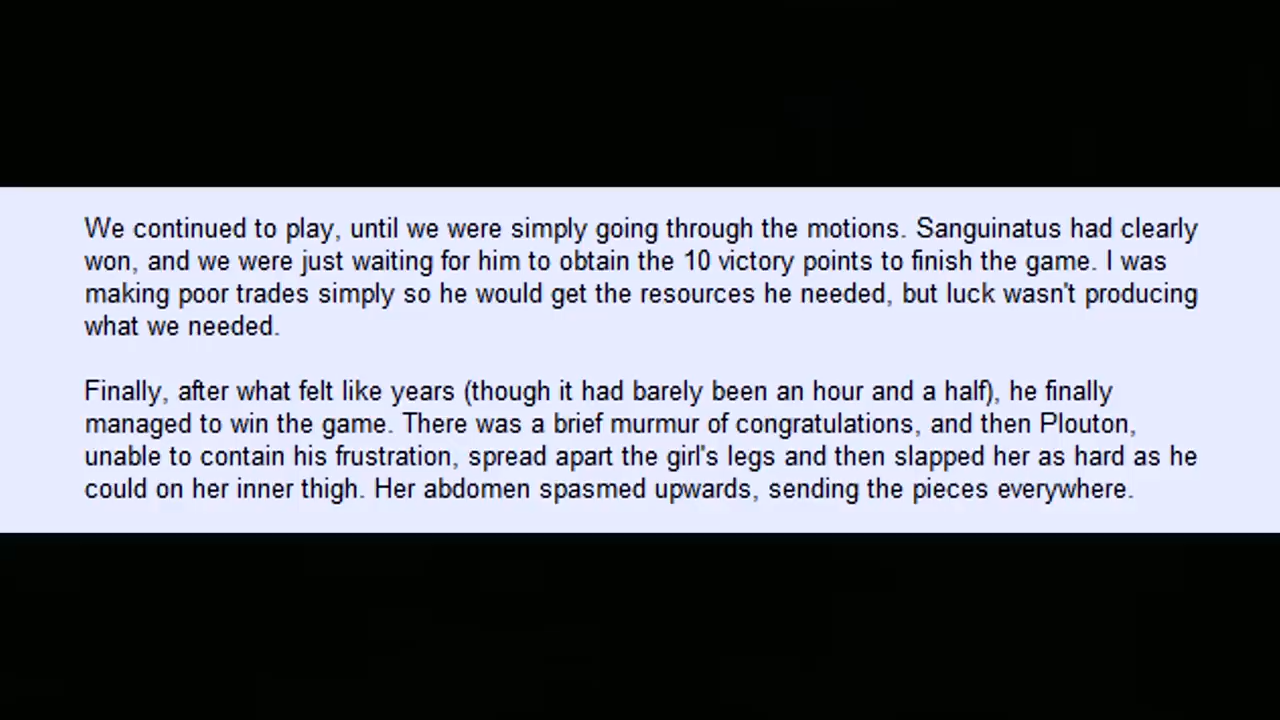 We continued to play, until we were simply going through the motions. Sanguinatus had clearly
won, and we were just waiting for him to obtain the 10 victory points to finish the game. I was
making poor trades simply so he would get the resources he needed, but luck wasn't producing
what we needed.
Finally, after what felt like years (though it had barely been an hour and a half), he finally
managed to win the game. There was a brief murmur of congratulations, and then Plouton,
unable to contain his frustration, spread apart the girl's legs and then slapped her as hard as he
could on her inner thigh. Her abdomen spasmed upwards, sending the pieces everywhere.